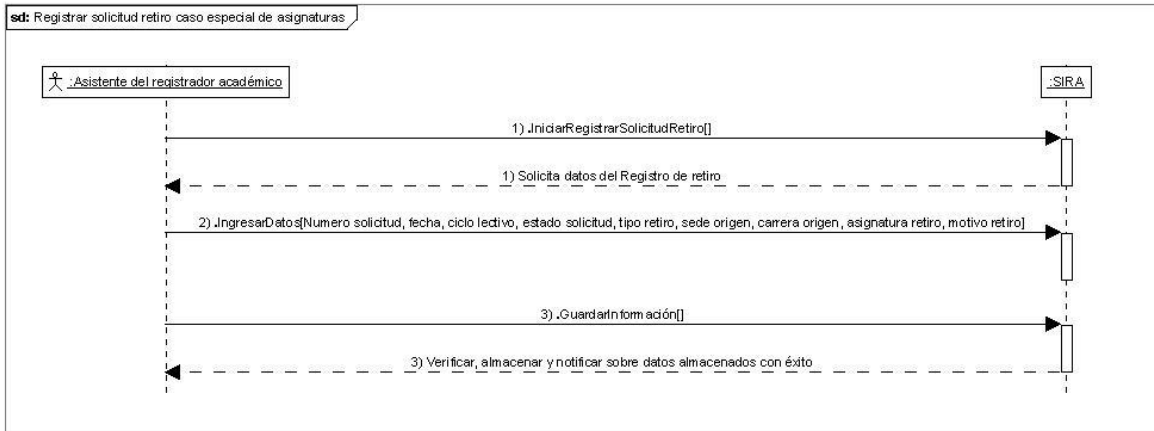 sd: Registrar solicitud retiro caso especial de asignaturas
:Asistente del registrador académico
:SIRA
1) .IniciarRegistrarSolicitudRetiro[]
1) Solicita datos del Registro de retiro
2) .IngresarDatos[Numero solicitud, fecha, ciclo lectivo, estado solicitud, tipo retiro, sede origen, carrera origen, asignatura retiro, motivo retiro]
3) .GuardarInformación[]
3) Verificar, almacenar y notificar sobre datos almacenados con éxito